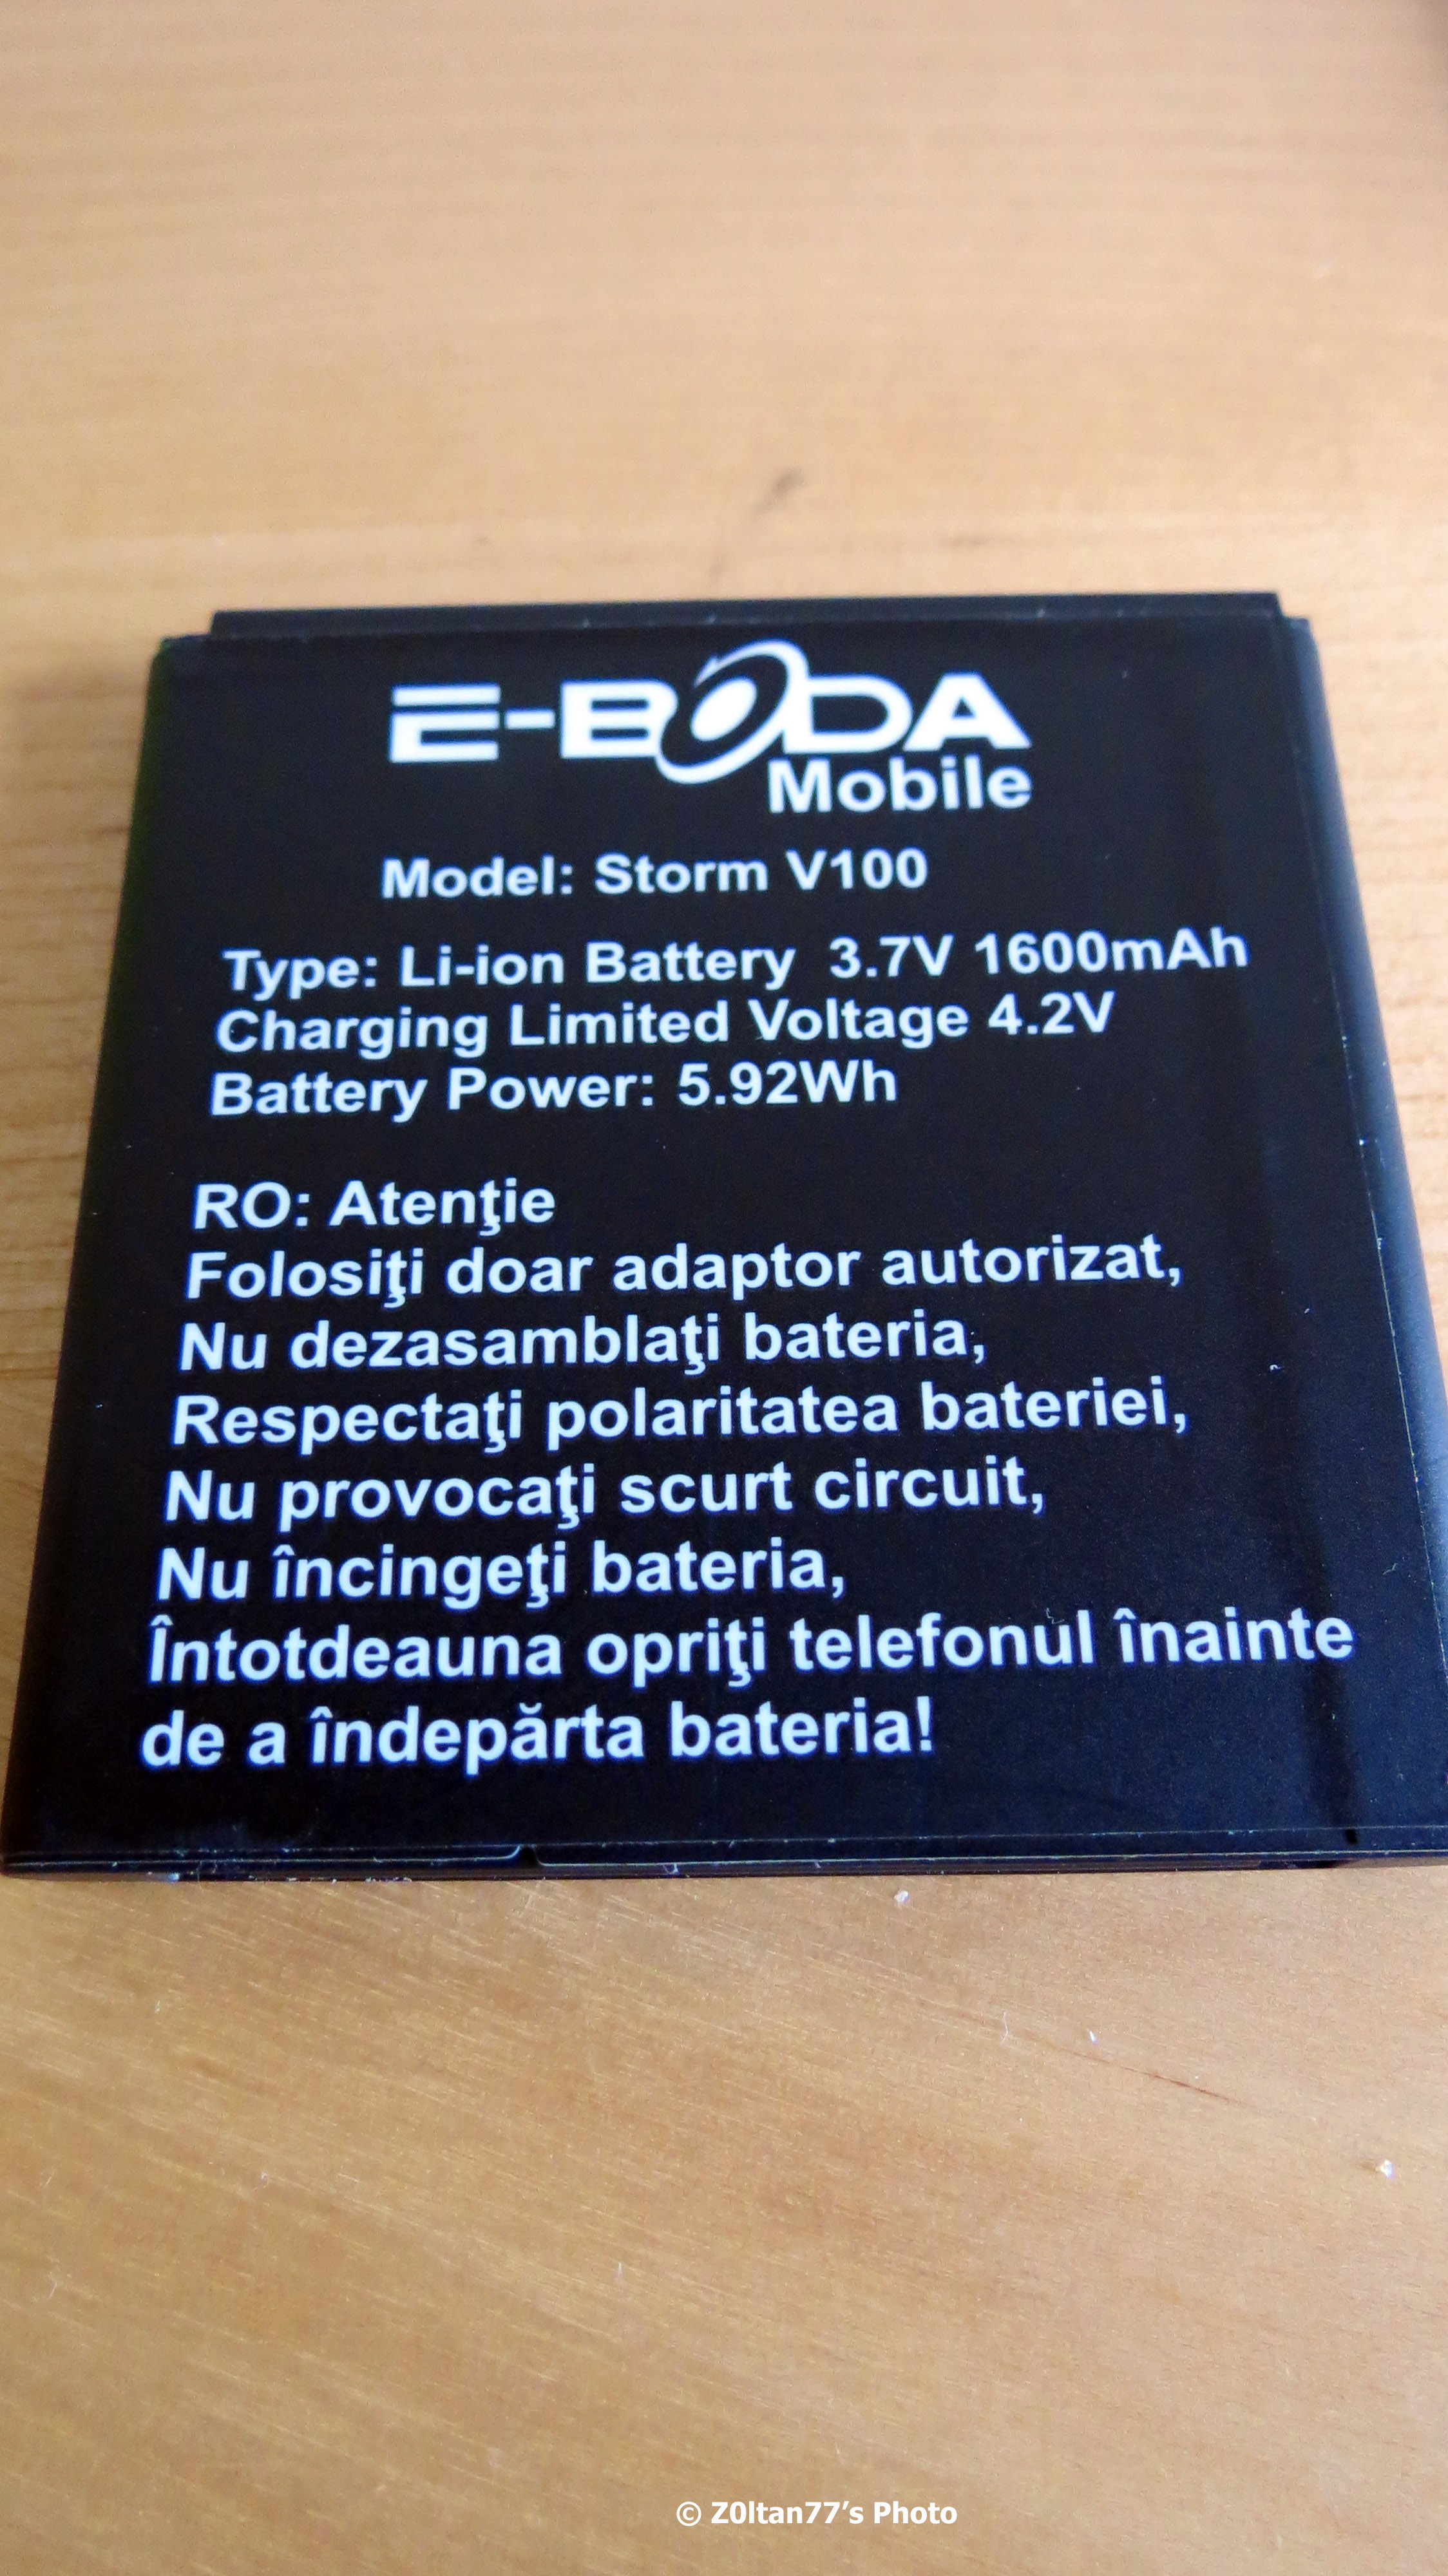 E-BODA
Mobile
Model: Storm V100
Type: Li-ion Battery 3.7V 1600mAh
Charging Limited Voltage 4.2V
Battery Power: 5.92Wh
RO: Atenţie
Folosiţi doar adaptor autorizat,
Nu dezasamblaţi bateria,
Respectaţi polaritatea bateriei,
Nu provocaţi scurt circuit,
Nu încingeţi bateria,
Întotdeauna opriţi telefonul înainte
de a îndepărta bateria!
© Z0ltan77’s Photo